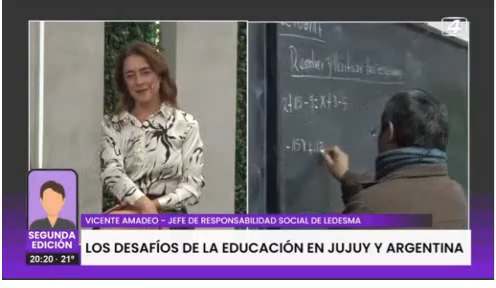 4
Resolver y Verificar las ecuaciones
VICENTE AMADEO - JEFE DE RESPONSABILIDAD SOCIAL DE LEDESMA
SEGUNDA
EDICIÓN
LOS DESAFÍOS DE LA EDUCACIÓN EN JUJUY Y ARGENTINA
20:20 · 21°